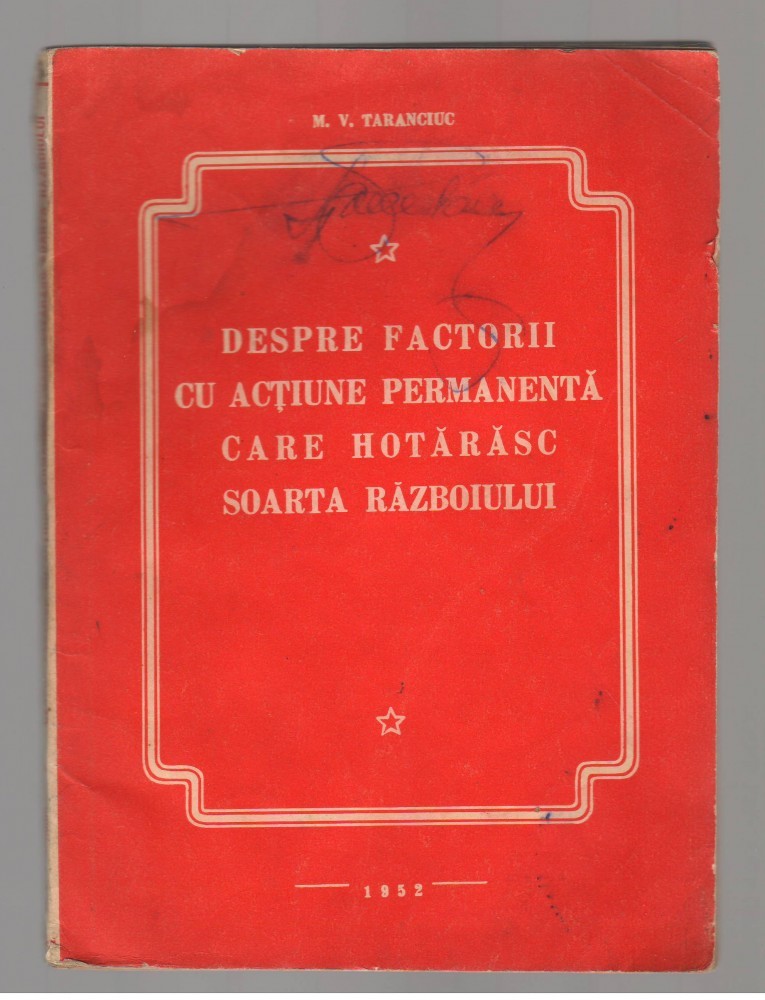 M. V. TARANCIUC
DESPRE FACTORII
CU ACȚIUNE PERMANENTĂ
CARE HOTĂRĂSC
SOARTA RĂZBOIULUI
1952